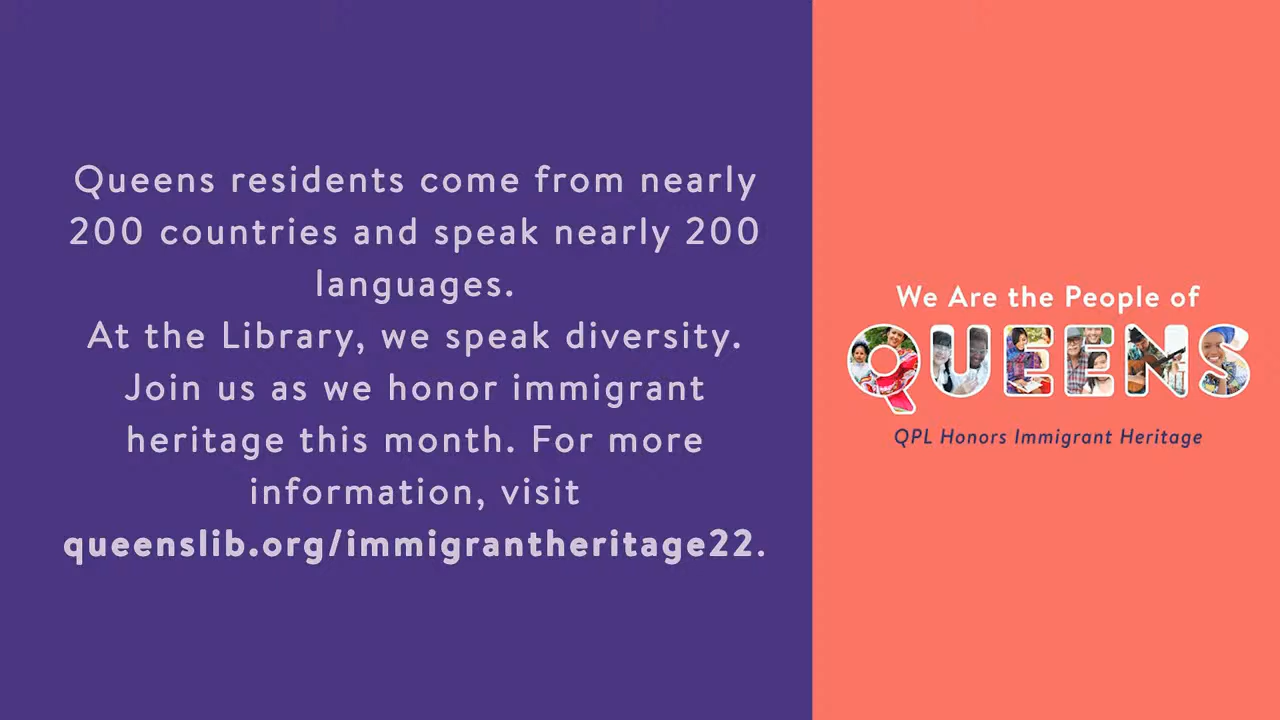 Queens residents come from nearly
200 countries and speak nearly 200
languages.
At the Library, we speak diversity.
Join us as we honor immigrant
heritage this month. For more
information, visit
queenslib.org/immigrantheritage22.
We Are the People of
QUEENS
QPL Honors Immigrant Heritage